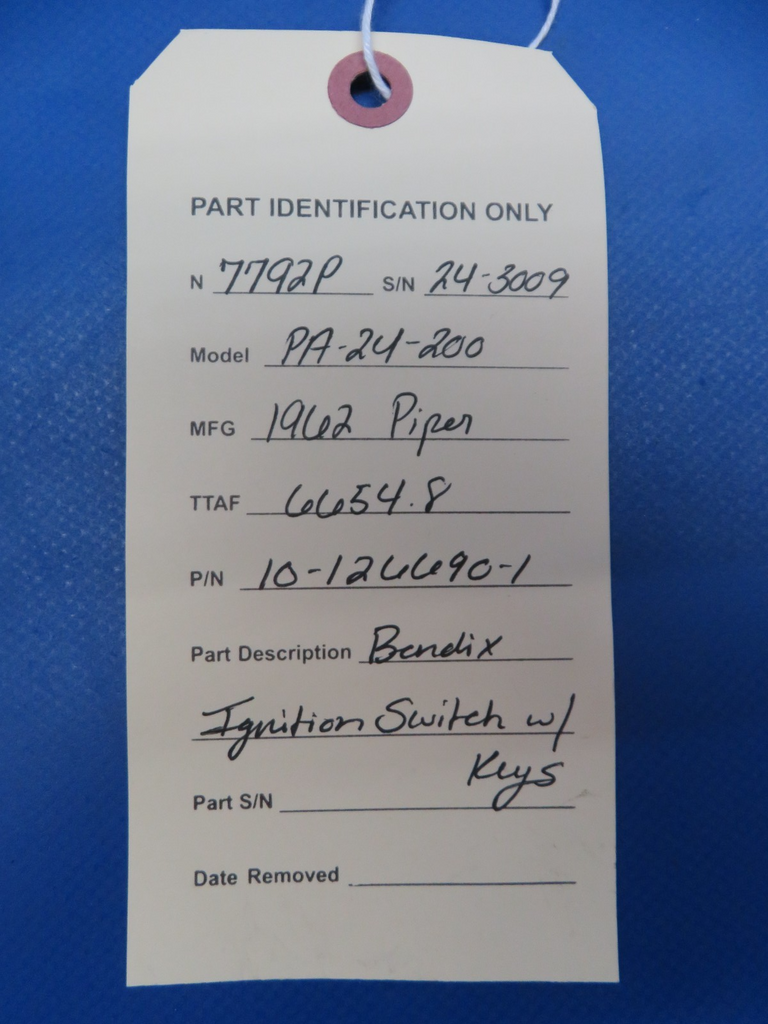 PART IDENTIFICATION ONLY
N 7792P S/N 24-3009
Model PA-24-200
MFG 1962 Piper
TTAF 6654.8
P/N 10-126690-1
Part Description Bendix
Ignition Switch w/
Keys
Part S/N
Date Removed